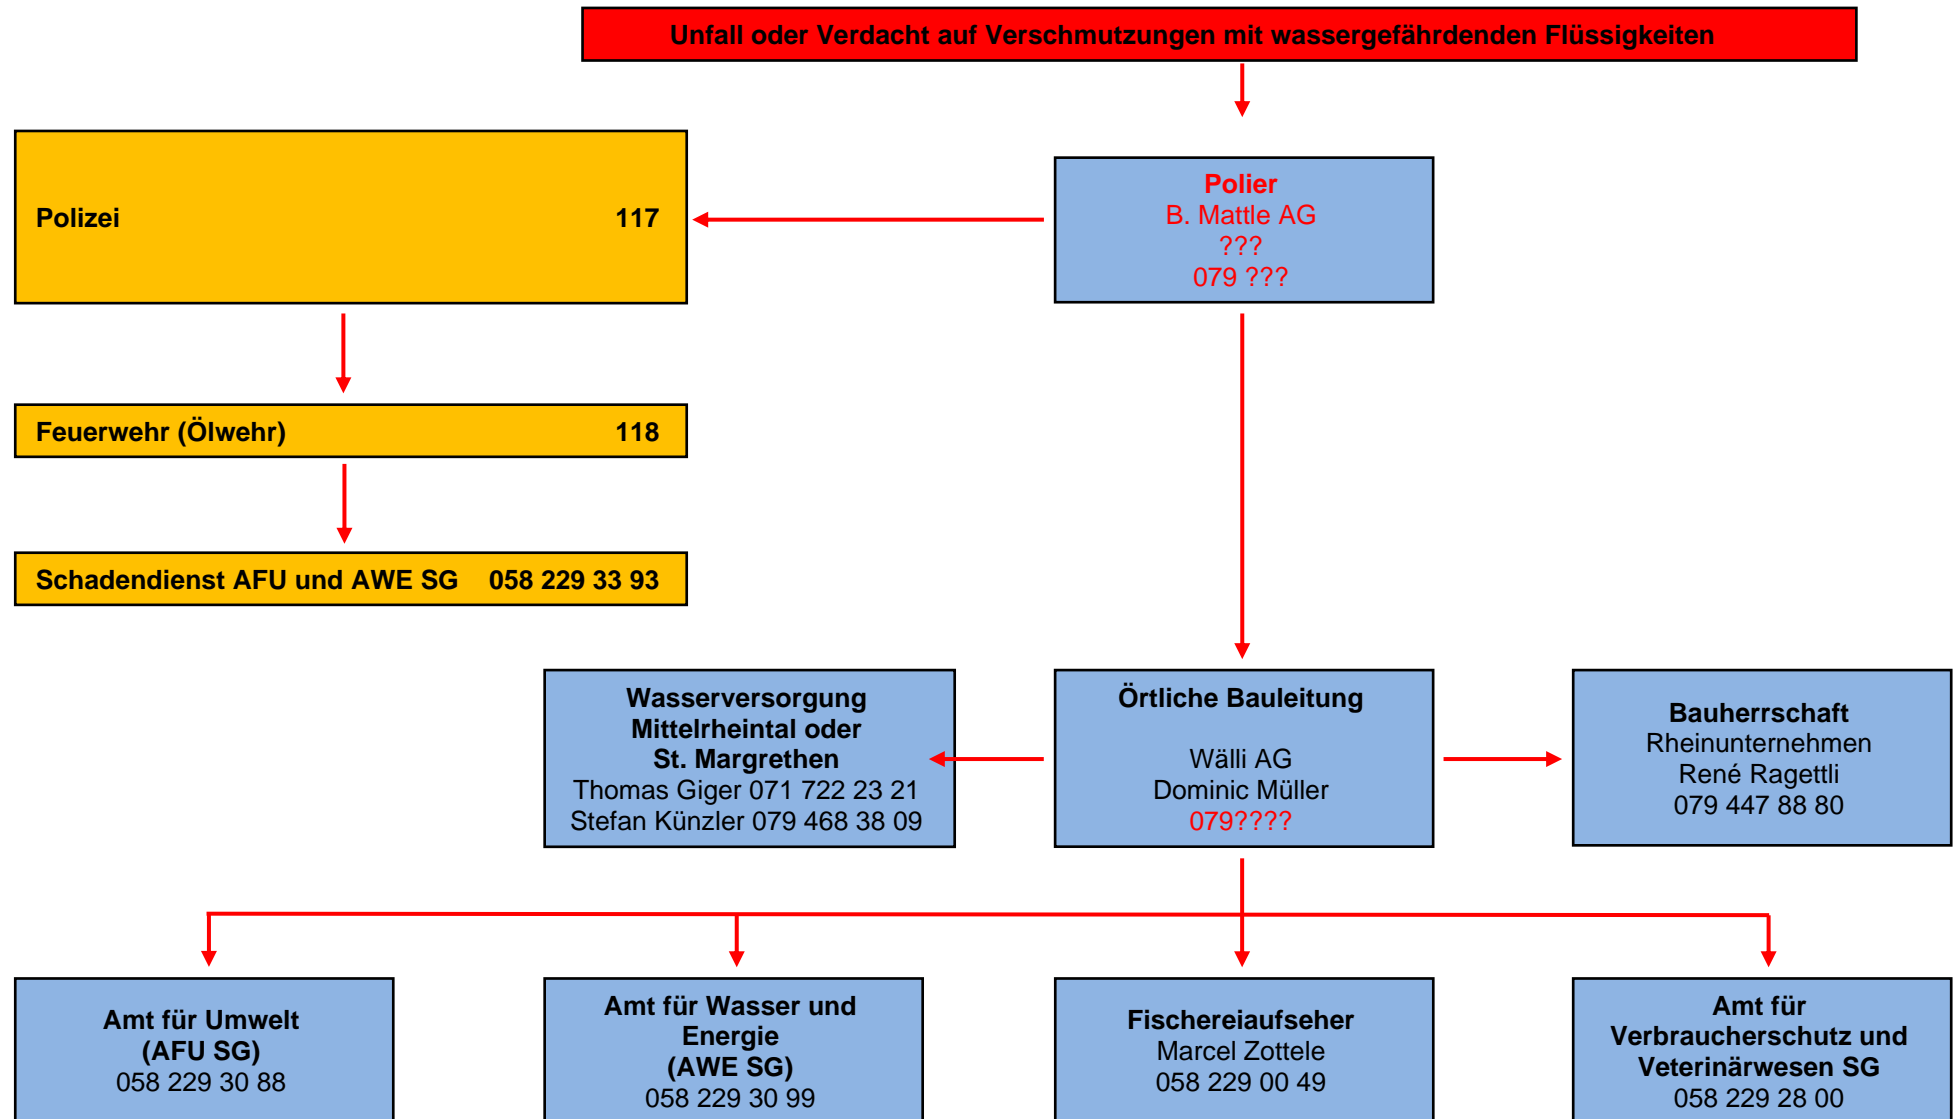 Unfall oder Verdacht auf Verschmutzungen mit wassergefährdenden Flüssigkeiten
Polizei 117
Polier
B. Mattle AG
???
079 ???
Feuerwehr (Ölwehr) 118
Schadendienst AFU und AWE SG 058 229 33 93
Wasserversorgung
Mittelrheintal oder
St. Margrethen
Thomas Giger 071 722 23 21
Stefan Künzler 079 468 38 09
Örtliche Bauleitung
Wälli AG
Dominic Müller
079????
Bauherrschaft
Rheinunternehmen
René Ragettli
079 447 88 80
Amt für Umwelt
(AFU SG)
058 229 30 88
Amt für Wasser und
Energie
(AWE SG)
058 229 30 99
Fischereiaufseher
Marcel Zottele
058 229 00 49
Amt für
Verbraucherschutz und
Veterinärwesen SG
058 229 28 00